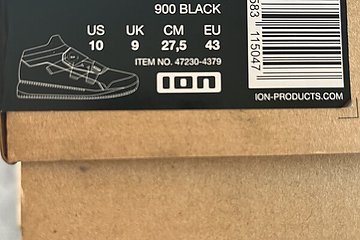 900 BLACK
US UK CM EU
10 9 27,5 43
ITEM NO. 47230-4379
ION
583 115047
ION-PRODUCTS.COM